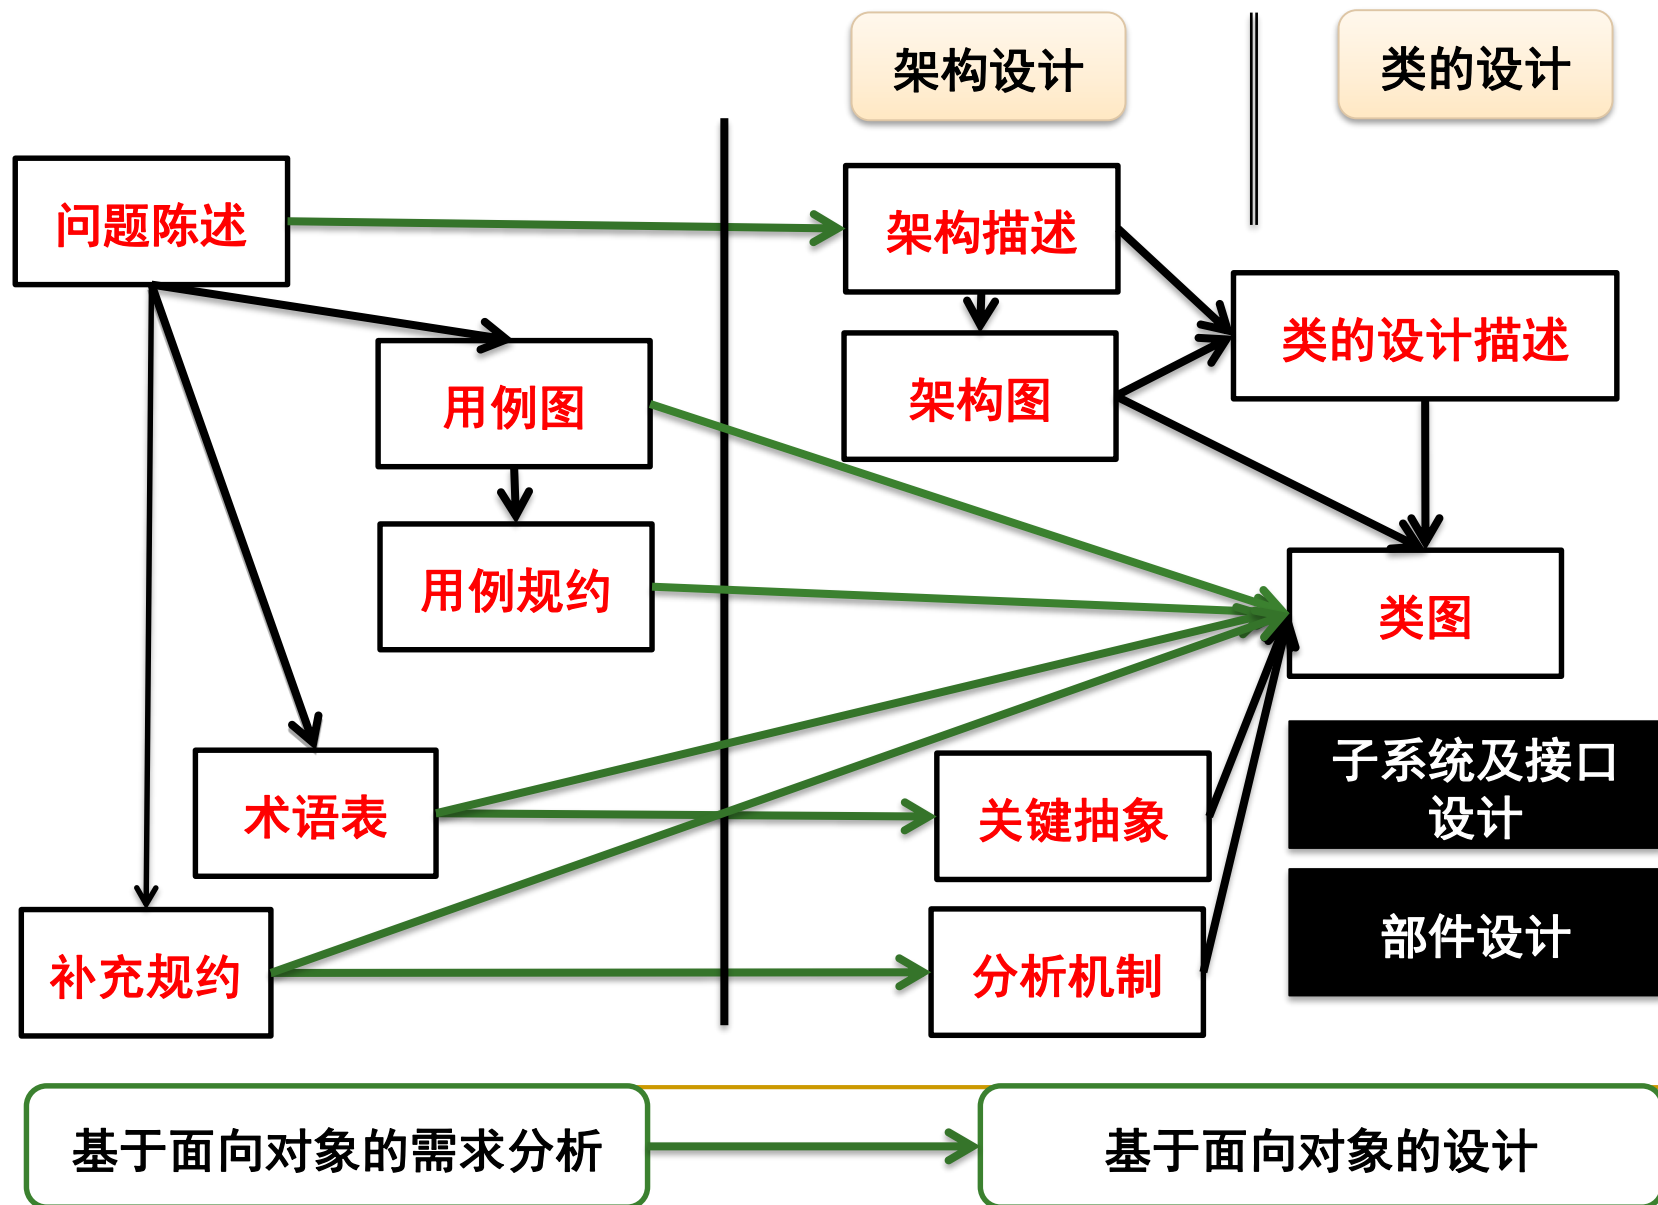 架构设计
类的设计
问题陈述
架构描述
类的设计描述
用例图
架构图
用例规约
类图
子系统及接口
设计
术语表
关键抽象
部件设计
补充规约
分析机制
基于面向对象的需求分析
基于面向对象的设计